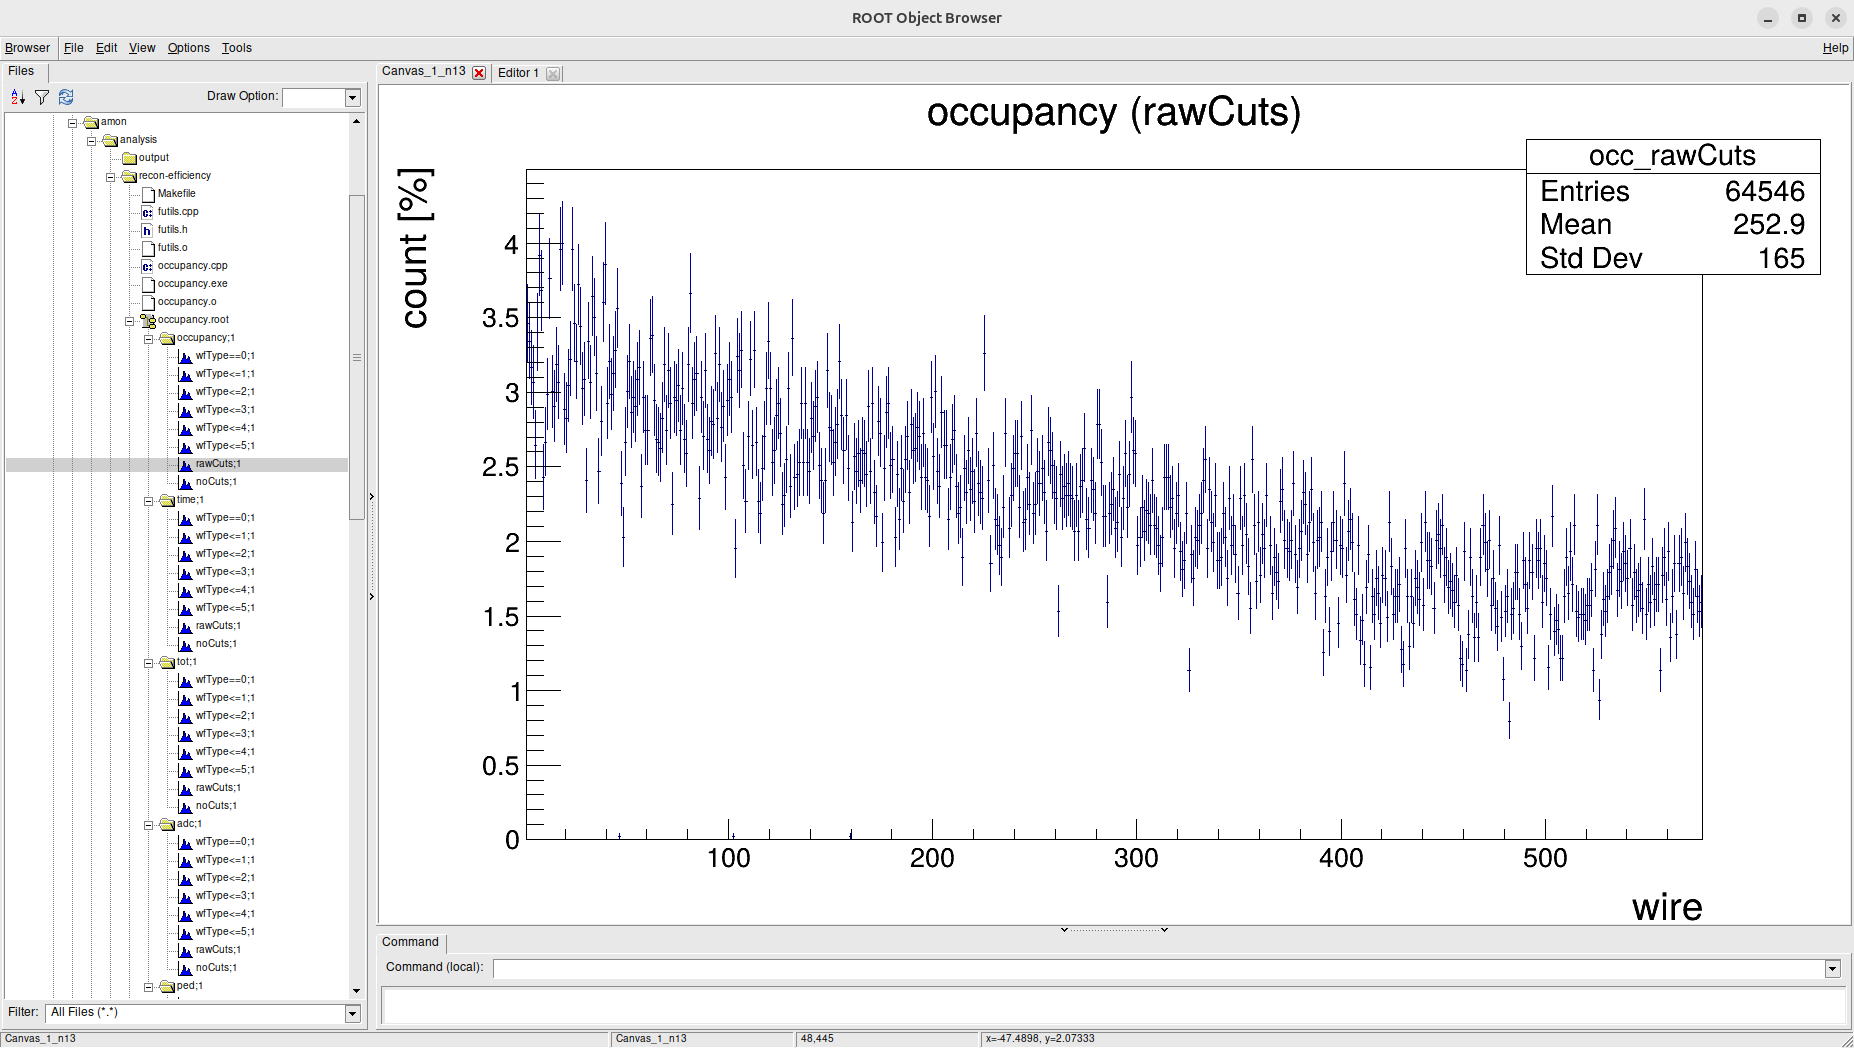 ROOT Object Browser
Browser File Edit View Options Tools Help
Files
Draw Option:
amon
analysis
output
recon-efficiency
Makefile
futils.cpp
futils.h
futils.o
occupancy.cpp
occupancy.exe
occupancy.o
occupancy.root
occupancy;1
wfType==0;1
wfType<=1;1
wfType<=2;1
wfType<=3;1
wfType<=4;1
wfType<=5;1
rawCuts;1
noCuts;1
time;1
wfType==0;1
wfType<=1;1
wfType<=2;1
wfType<=3;1
wfType<=4;1
wfType<=5;1
rawCuts;1
noCuts;1
tot;1
wfType==0;1
wfType<=1;1
wfType<=2;1
wfType<=3;1
wfType<=4;1
wfType<=5;1
rawCuts;1
noCuts;1
adc;1
wfType==0;1
wfType<=1;1
wfType<=2;1
wfType<=3;1
wfType<=4;1
wfType<=5;1
rawCuts;1
noCuts;1
ped;1
Filter: All Files (*.*)
Canvas_1_n13 Editor 1
occupancy (rawCuts)
occ_rawCuts
Entries 64546
Mean 252.9
Std Dev 165
count [%]
4
3.5
3
2.5
2
1.5
1
0.5
0
100 200 300 400 500
wire
Command
Command (local):
Canvas_1_n13 Canvas_1_n13 48,445 x=-47.4898, y=2.07333